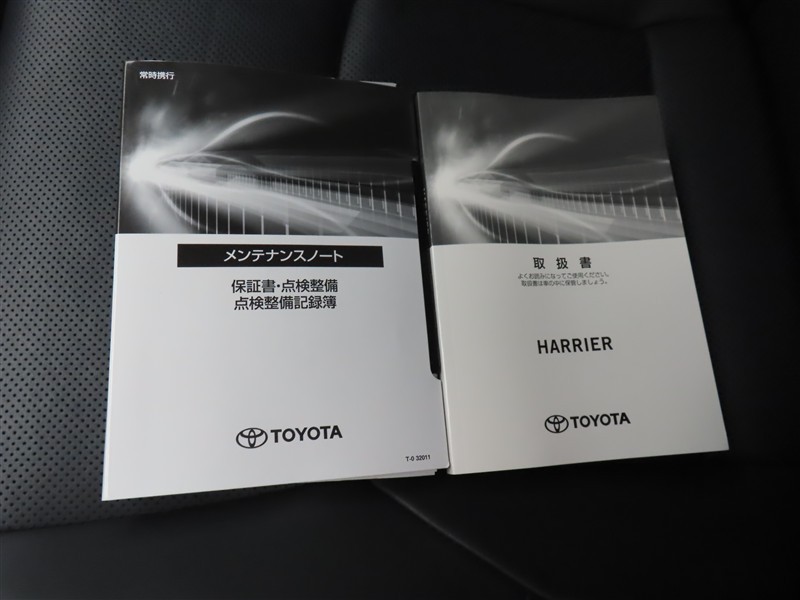 常時携行
メンテナンスノート
保証書・点検整備
点検整備記録簿
TOYOTA
T-0 32011
取扱書
よくお読みになってご使用ください。
取扱書は車の中に保管しましょう。
HARRIER
TOYOTA